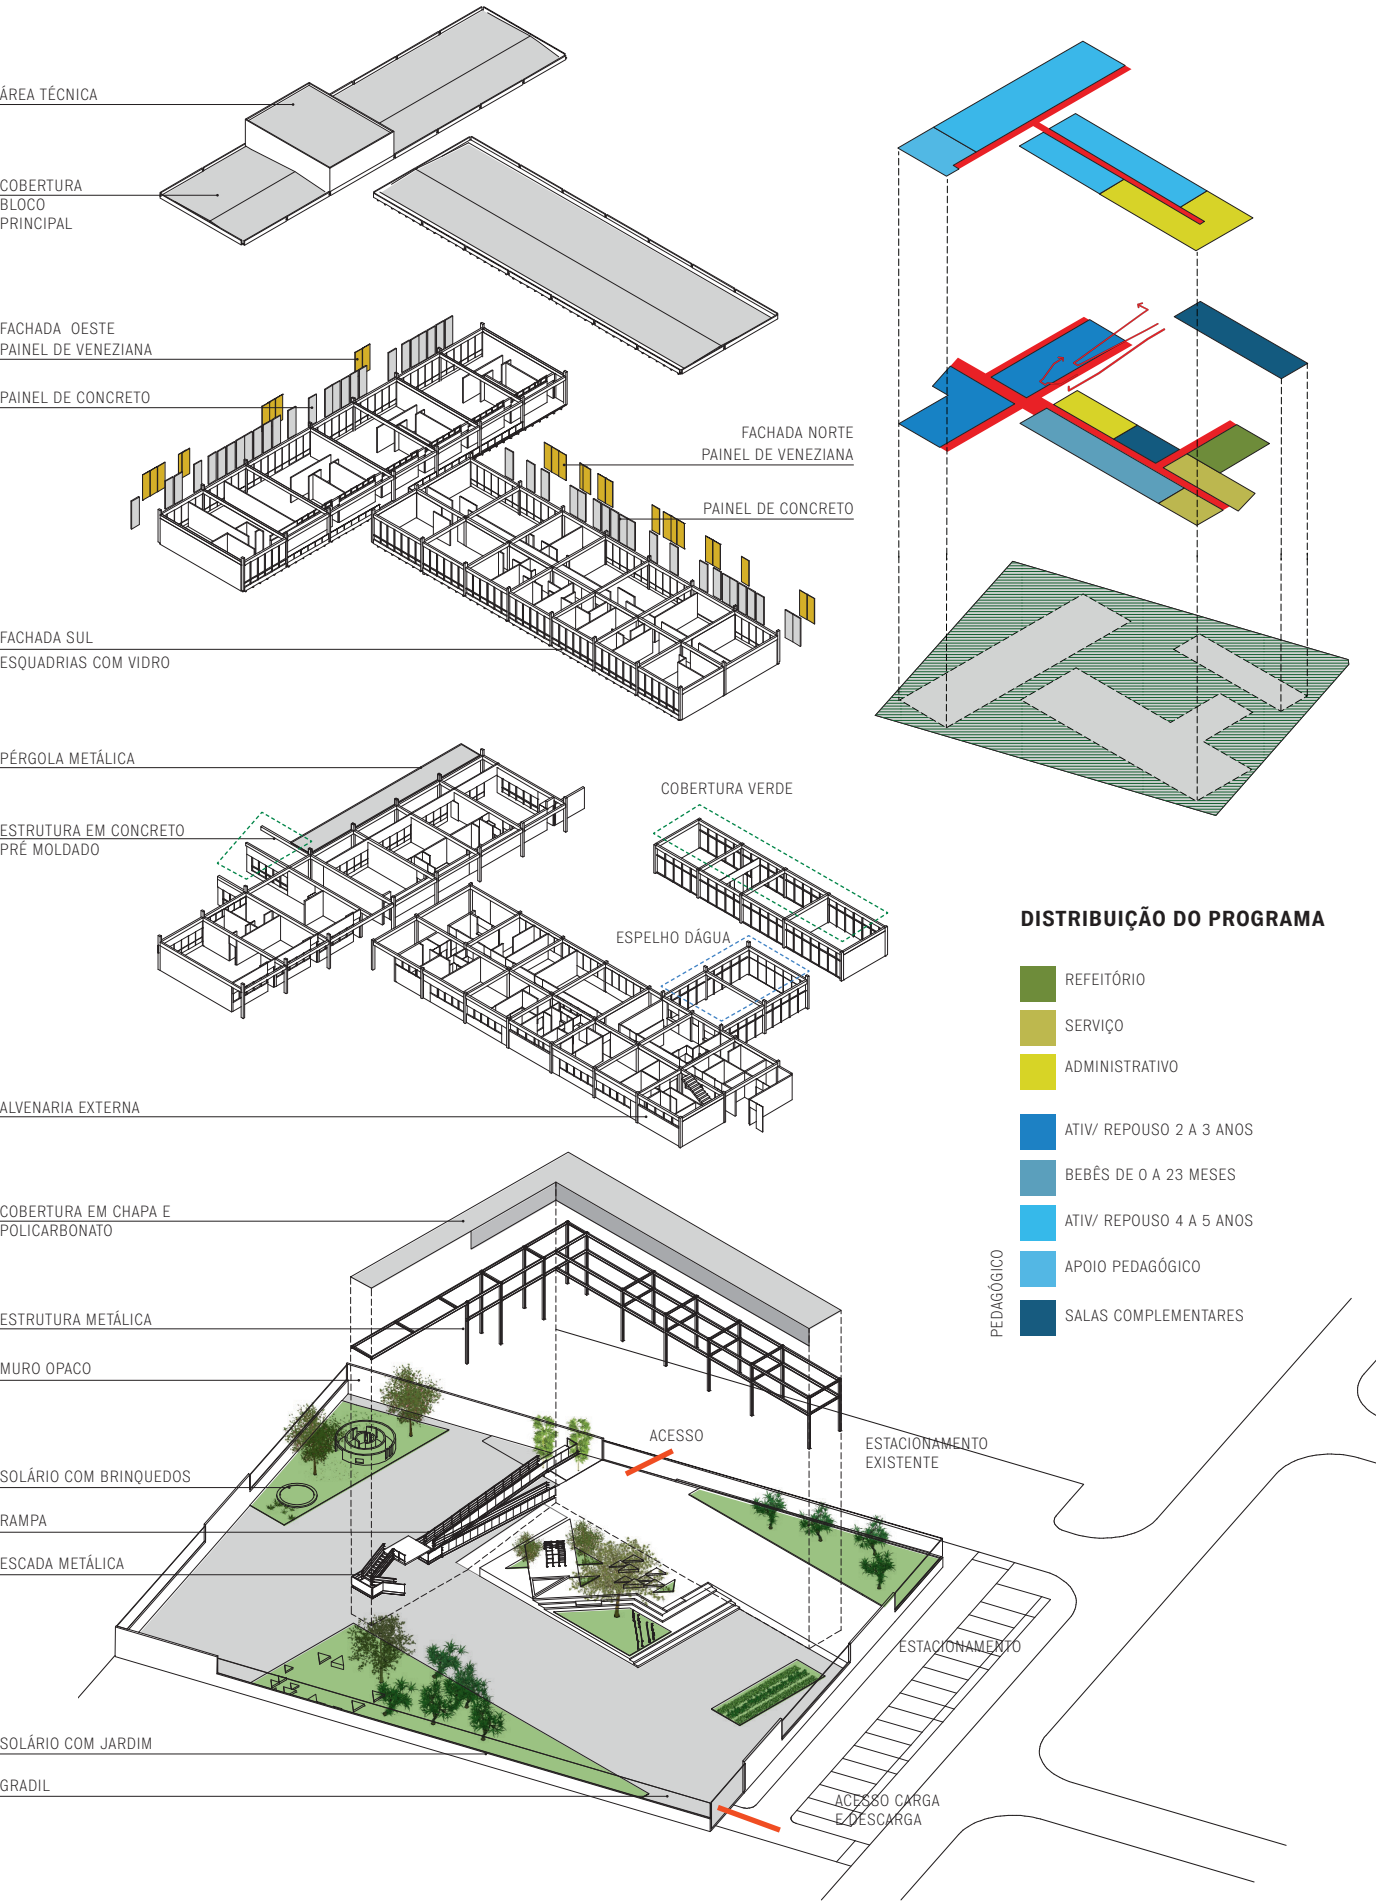 ÁREA TÉCNICA
COBERTURA
BLOCO
PRINCIPAL
FACHADA OESTE
PAINEL DE VENEZIANA
PAINEL DE CONCRETO
FACHADA NORTE
PAINEL DE VENEZIANA
PAINEL DE CONCRETO
FACHADA SUL
ESQUADRIAS COM VIDRO
PÉRGOLA METÁLICA
ESTRUTURA EM CONCRETO
PRÉ MOLDADO
COBERTURA VERDE
ESPELHO DÁGUA
ALVENARIA EXTERNA
DISTRIBUIÇÃO DO PROGRAMA
REFEITÓRIO
SERVIÇO
ADMINISTRATIVO
ATIV/ REPOUSO 2 A 3 ANOS
BEBÊS DE 0 A 23 MESES
ATIV/ REPOUSO 4 A 5 ANOS
APOIO PEDAGÓGICO
SALAS COMPLEMENTARES
PEDAGÓGICO
COBERTURA EM CHAPA E
POLICARBONATO
ESTRUTURA METÁLICA
MURO OPACO
SOLÁRIO COM BRINQUEDOS
RAMPA
ESCADA METÁLICA
ACESSO
ESTACIONAMENTO
EXISTENTE
ESTACIONAMENTO
SOLÁRIO COM JARDIM
GRADIL
ACESSO CARGA
E DESCARGA